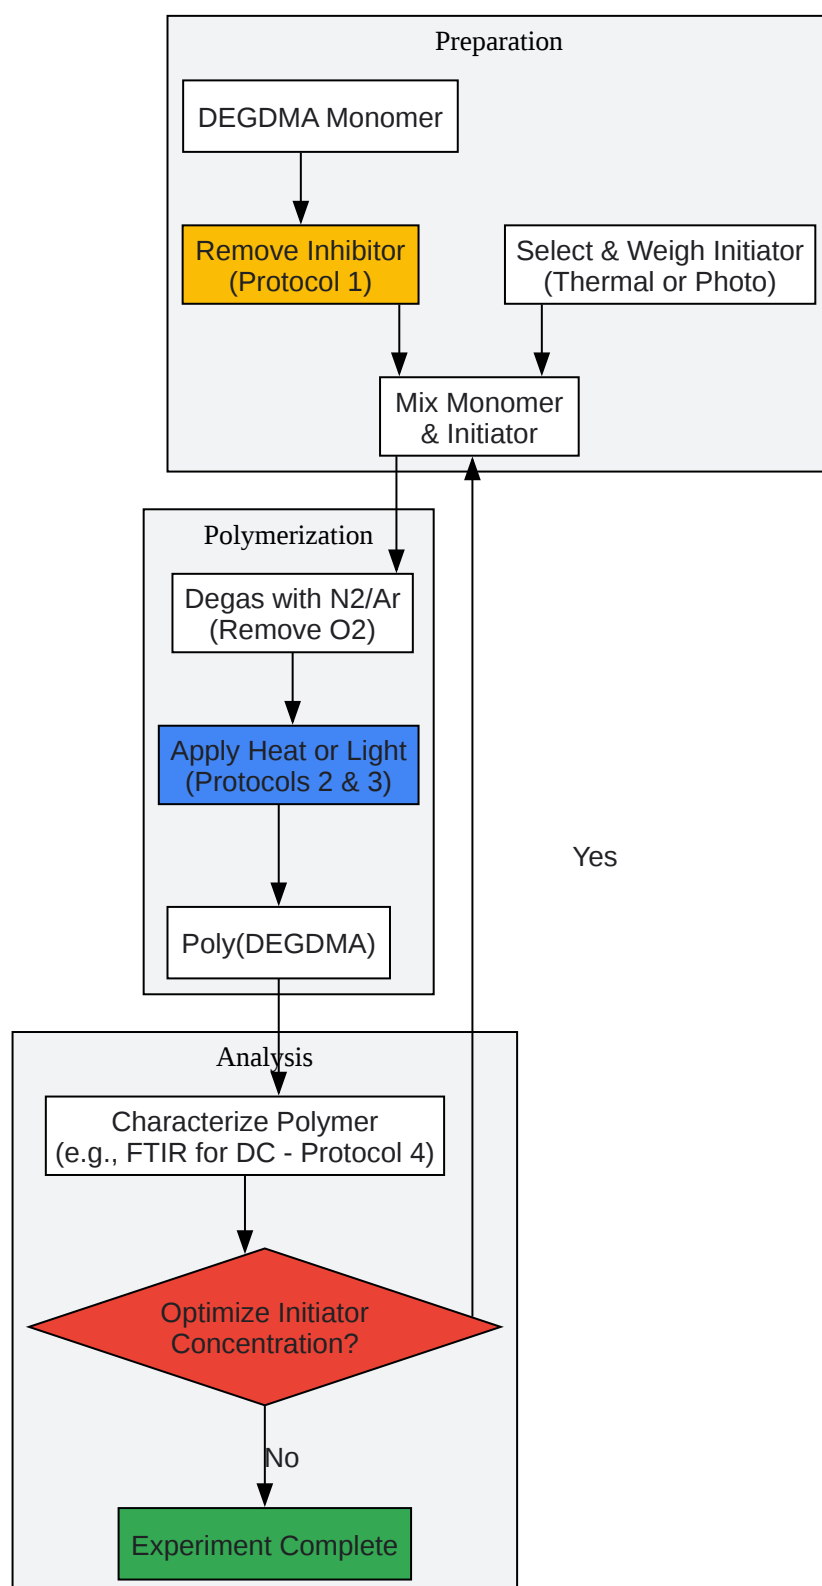 Preparation
DEGDMA Monomer
Remove Inhibitor
(Protocol 1)
Select & Weigh Initiator
(Thermal or Photo)
Mix Monomer
& Initiator
Polymerization
Degas with N2/Ar
(Remove O2)
Apply Heat or Light
(Protocols 2 & 3)
Yes
Poly(DEGDMA)
Analysis
Characterize Polymer
(e.g., FTIR for DC - Protocol 4)
Optimize Initiator
Concentration?
No
Experiment Complete